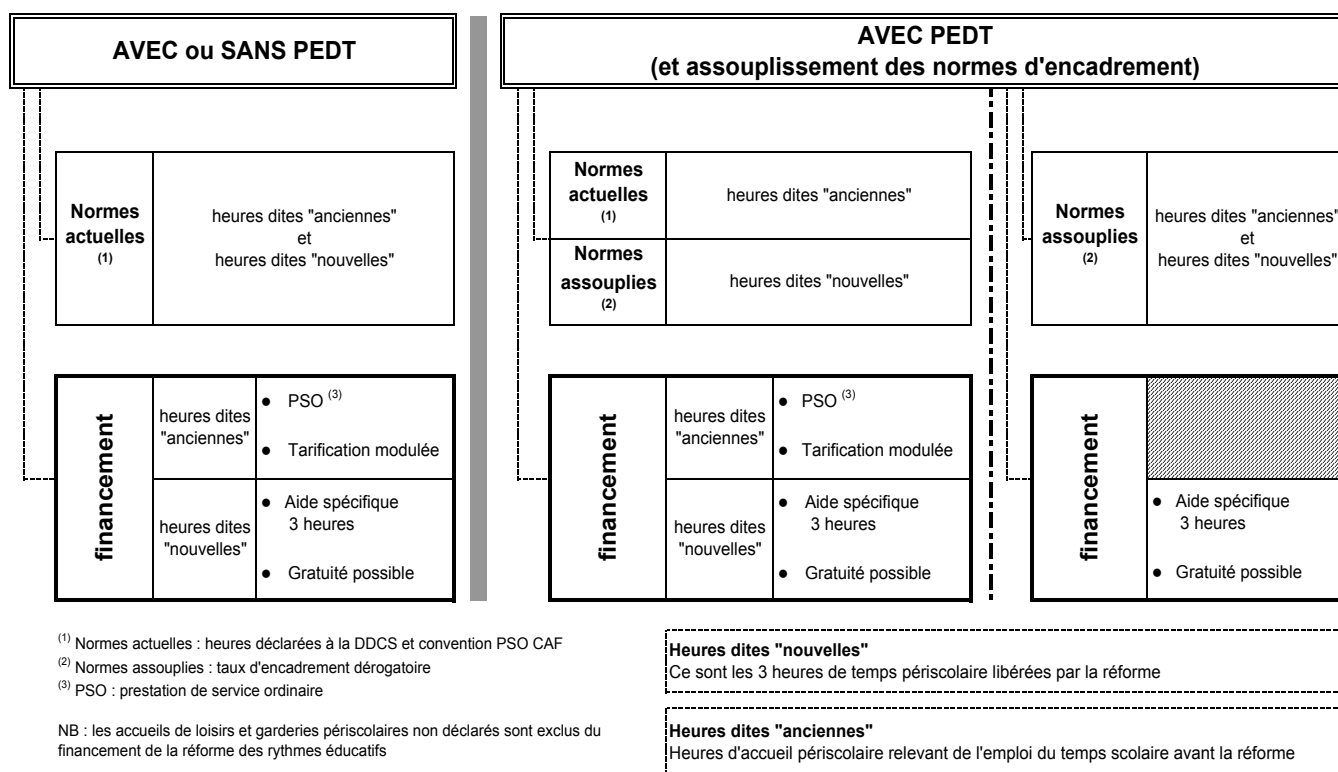 AVEC ou SANS PEDT
AVEC PEDT
(et assouplissement des normes d'encadrement)
Normes
actuelles
(1)
heures dites "anciennes"
et
heures dites "nouvelles"
Normes
actuelles
(1)
heures dites "anciennes"
Normes
assouplies
(2)
heures dites "nouvelles"
Normes
assouplies
(2)
heures dites "anciennes"
et
heures dites "nouvelles"
financement
heures dites
"anciennes"
● PSO (3)
● Tarification modulée
heures dites
"nouvelles"
● Aide spécifique
3 heures
● Gratuité possible
financement
heures dites
"anciennes"
● PSO (3)
● Tarification modulée
heures dites
"nouvelles"
● Aide spécifique
3 heures
● Gratuité possible
financement
● Aide spécifique
3 heures
● Gratuité possible
(1) Normes actuelles : heures déclarées à la DDCS et convention PSO CAF
(2) Normes assouplies : taux d'encadrement dérogatoire
(3) PSO : prestation de service ordinaire
NB : les accueils de loisirs et garderies périscolaires non déclarés sont exclus du
financement de la réforme des rythmes éducatifs
Heures dites "nouvelles"
Ce sont les 3 heures de temps périscolaire libérées par la réforme
Heures dites "anciennes"
Heures d'accueil périscolaire relevant de l'emploi du temps scolaire avant la réforme